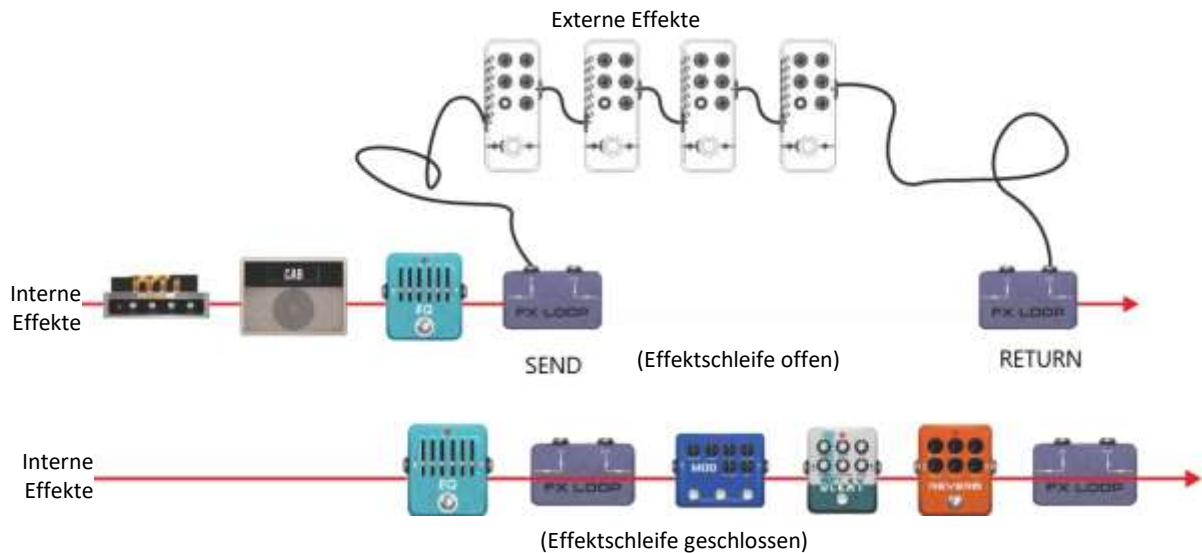 Externe Effekte
Interne
Effekte
CAB
EQ
FX LOOP
FX LOOP
SEND
(Effektschleife offen)
RETURN
Interne
Effekte
EQ
FX LOOP
MOD
REVERB
FX LOOP
(Effektschleife geschlossen)